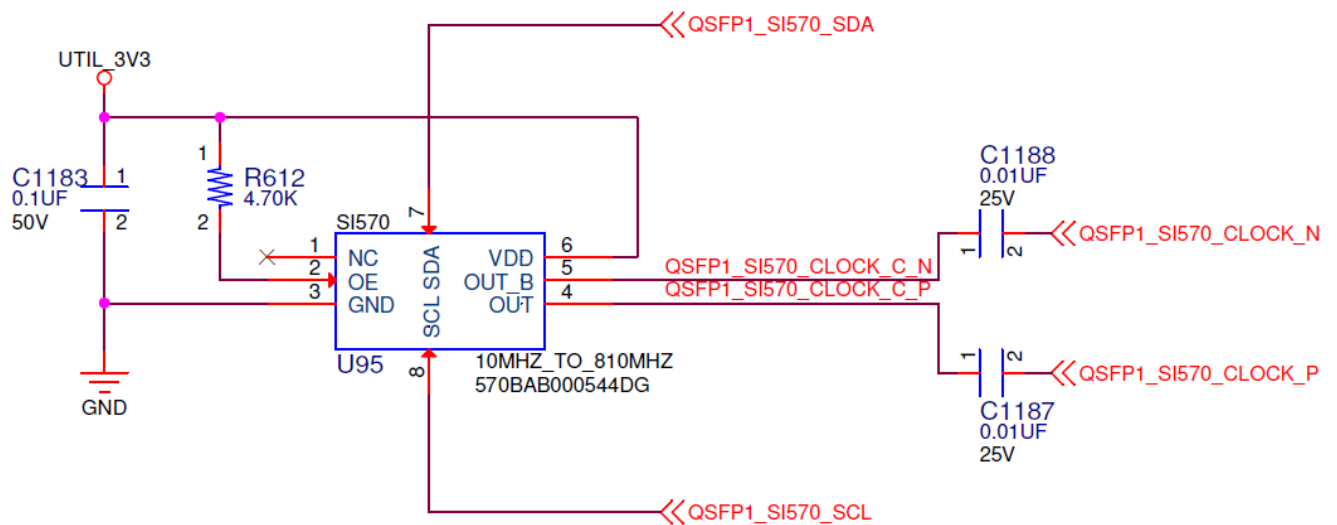 QSFP1_SI570_SDA
UTIL_3V3
1
C1183
0.1UF
50V
2
1
R612
4.70K
2
7
SI570
1
NC
2
OE
3
GND
SCL
SDA
VDD
6
OUT_B
5
OUT
4
U95
8
10MHZ_TO_810MHZ
570BAB000544DG
GND
QSFP1_SI570_CLOCK_C_N
QSFP1_SI570_CLOCK_C_P
C1188
0.01UF
25V
1
2
QSFP1_SI570_CLOCK_N
1
2
QSFP1_SI570_CLOCK_P
C1187
0.01UF
25V
QSFP1_SI570_SCL